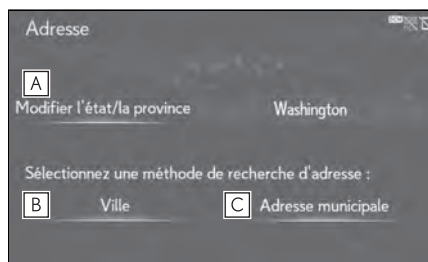 Adresse
A
Modifier l'état/la province Washington
Sélectionnez une méthode de recherche d'adresse :
B Ville C Adresse municipale